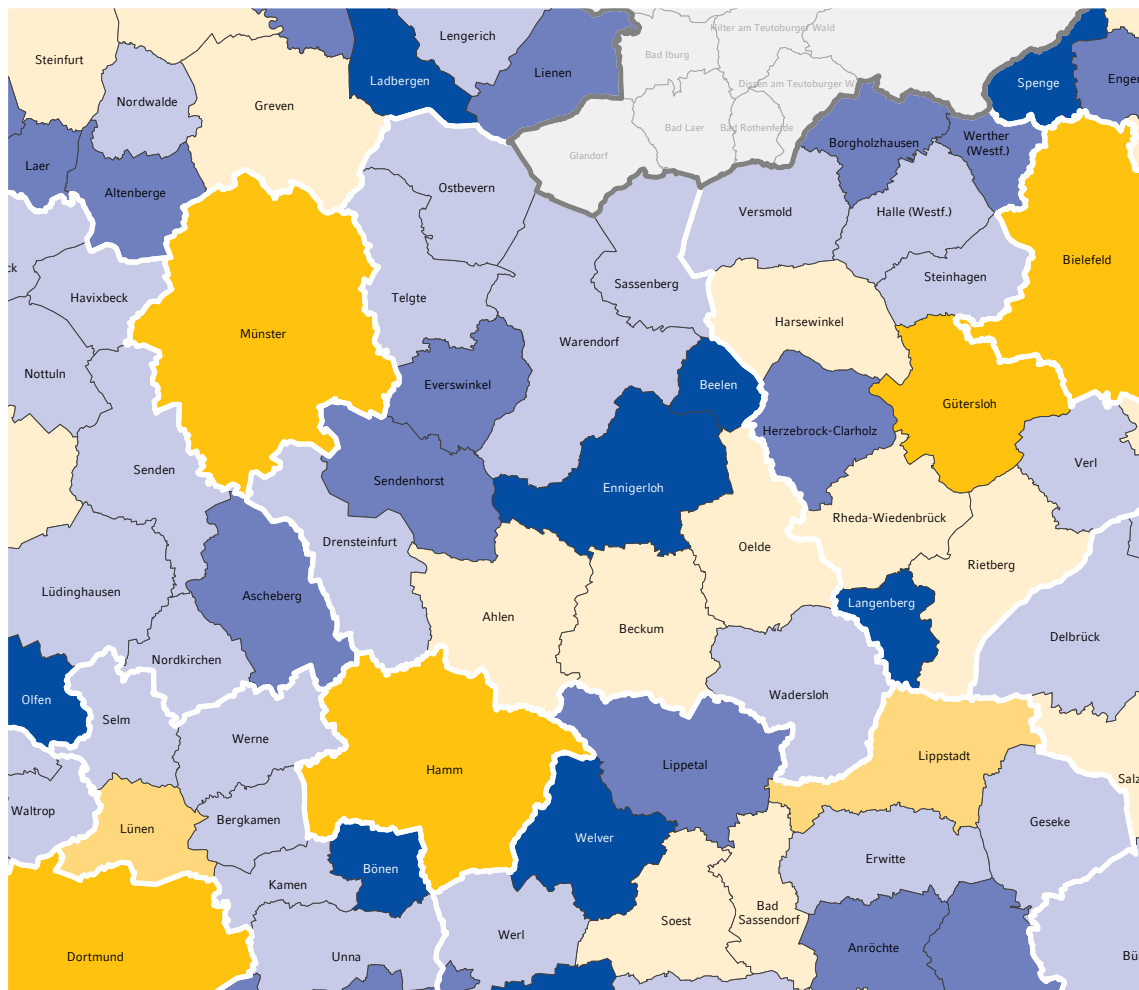 Lengerich
Hilter am Teutoburger Wald
Steinfurt
Bad Iburg
Lienen
Ladbergen
Spenge
Enger
Dissen am Teutoburger W
Nordwalde
Greven
Bad Laer
Bad Rothenfelde
Borgholzhausen
Werther
(Westf.)
Glandorf
Laer
Altenberge
Ostbevern
Versmold
Halle (Westf.)
Bielefeld
ck
Steinhagen
Sassenberg
Havixbeck
Telgte
Harsewinkel
Münster
Warendorf
Nottuln
Everswinkel
Beelen
Gütersloh
Herzebrock-Clarholz
Verl
Senden
Sendenhorst
Ennigerloh
Rheda-Wiedenbrück
Drensteinfurt
Oelde
Rietberg
Lüdinghausen
Ascheberg
Langenberg
Ahlen
Beckum
Delbrück
Nordkirchen
Wadersloh
Olfen
Selm
Werne
Lippstadt
Lippetal
Hamm
Salz
Waltrop
Bergkamen
Geseke
Lünen
Welver
Erwitte
Bönen
Kamen
Bad
Sassendorf
Soest
Werl
Anröchte
Dortmund
Unna
Bü